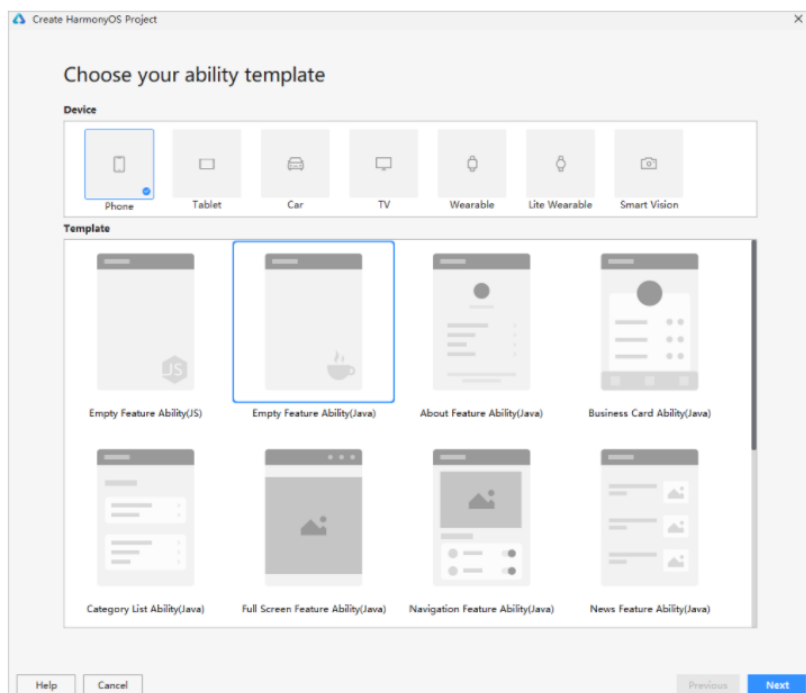 Create HarmonyOS Project
Choose your ability template
Device
Phone
Tablet
Car
TV
Wearable
Lite Wearable
Smart Vision
Template
JS
Empty Feature Ability(JS)
Empty Feature Ability(Java)
About Feature Ability(Java)
Business Card Ability(Java)
Category List Ability(Java)
Full Screen Feature Ability(Java)
Navigation Feature Ability(Java)
News Feature Ability(Java)
Help
Cancel
Previous
Next